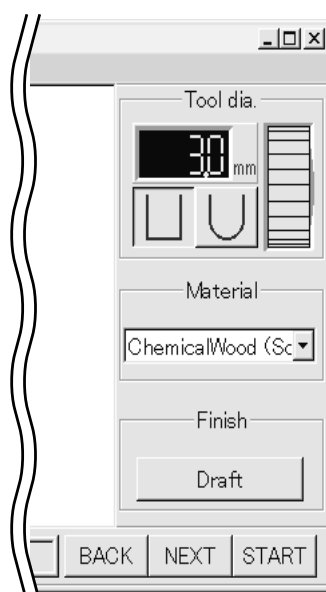 Tool dia.
3.0 mm
Material
ChemicalWood (Sc
Finish
Draft
BACK NEXT START